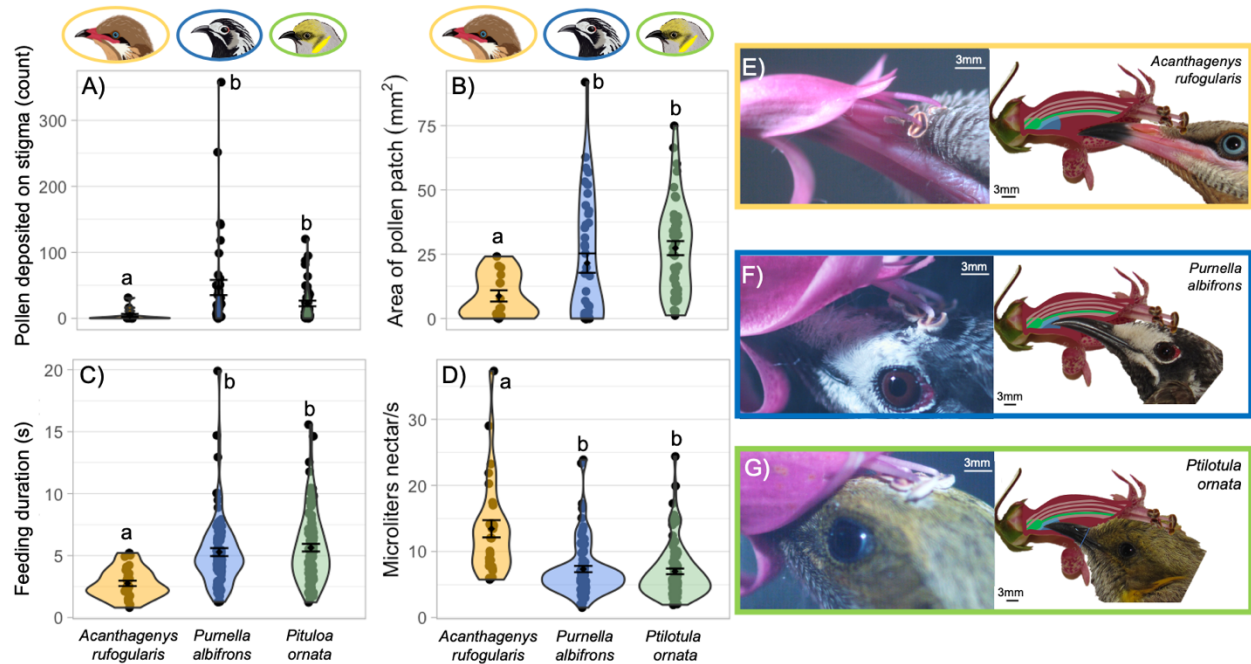 A)
Pollen deposited on stigma (count)
300
200
100
0
a
b
b
B)
Area of pollen patch (mm²)
75
50
25
0
a
b
b
C)
Feeding duration (s)
20
15
10
5
0
a
b
b
Acanthagenys
rufogularis
Purnella
albifrons
Pituloa
ornata
D)
Microliters nectar/s
30
20
10
0
a
b
b
Acanthagenys
rufogularis
Purnella
albifrons
Ptilotula
ornata
E)
3mm
Acanthagenys
rufogularis
3mm
F)
3mm
Purnella
albifrons
3mm
G)
3mm
Ptilotula
ornata
3mm